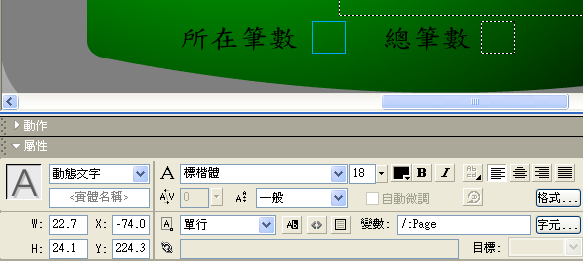 所在筆數 總筆數
動作
屬性
A 動態文字 A 標楷體 18 B I
<實體名稱> A/V 0 一般 自動微調 格式...
W: 22.7 X: -74.0 單行 AB <> 變數: /:Page 字元...
H: 24.1 Y: 224.3 目標: